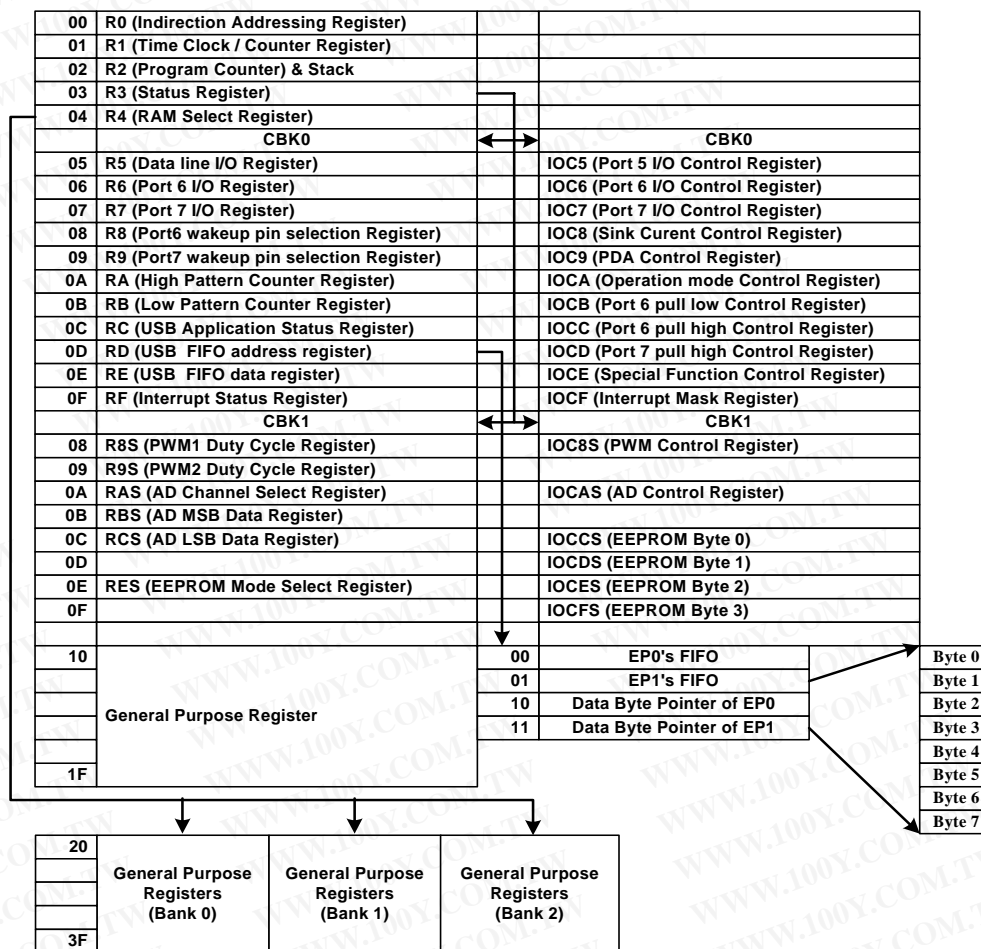 00 R0 (Indirection Addressing Register)
01 R1 (Time Clock / Counter Register)
02 R2 (Program Counter) & Stack
03 R3 (Status Register)
04 R4 (RAM Select Register)
CBK0 CBK0
05 R5 (Data line I/O Register) IOC5 (Port 5 I/O Control Register)
06 R6 (Port 6 I/O Register) IOC6 (Port 6 I/O Control Register)
07 R7 (Port 7 I/O Register) IOC7 (Port 7 I/O Control Register)
08 R8 (Port6 wakeup pin selection Register) IOC8 (Sink Curent Control Register)
09 R9 (Port7 wakeup pin selection Register) IOC9 (PDA Control Register)
0A RA (High Pattern Counter Register) IOCA (Operation mode Control Register)
0B RB (Low Pattern Counter Register) IOCB (Port 6 pull low Control Register)
0C RC (USB Application Status Register) IOCC (Port 6 pull high Control Register)
0D RD (USB FIFO address register) IOCD (Port 7 pull high Control Register)
0E RE (USB FIFO data register) IOCE (Special Function Control Register)
0F RF (Interrupt Status Register) IOCF (Interrupt Mask Register)
CBK1 CBK1
08 R8S (PWM1 Duty Cycle Register) IOC8S (PWM Control Register)
09 R9S (PWM2 Duty Cycle Register)
0A RAS (AD Channel Select Register) IOCAS (AD Control Register)
0B RBS (AD MSB Data Register)
0C RCS (AD LSB Data Register) IOCCS (EEPROM Byte 0)
0D IOCDS (EEPROM Byte 1)
0E RES (EEPROM Mode Select Register) IOCES (EEPROM Byte 2)
0F IOCFS (EEPROM Byte 3)
10 00 EP0's FIFO Byte 0
01 EP1's FIFO Byte 1
10 Data Byte Pointer of EP0 Byte 2
General Purpose Register 11 Data Byte Pointer of EP1 Byte 3
Byte 4
1F Byte 5
Byte 6
Byte 7
20
General Purpose Registers (Bank 0)
General Purpose Registers (Bank 1)
General Purpose Registers (Bank 2)
3F
WWW.100Y.COM.TW